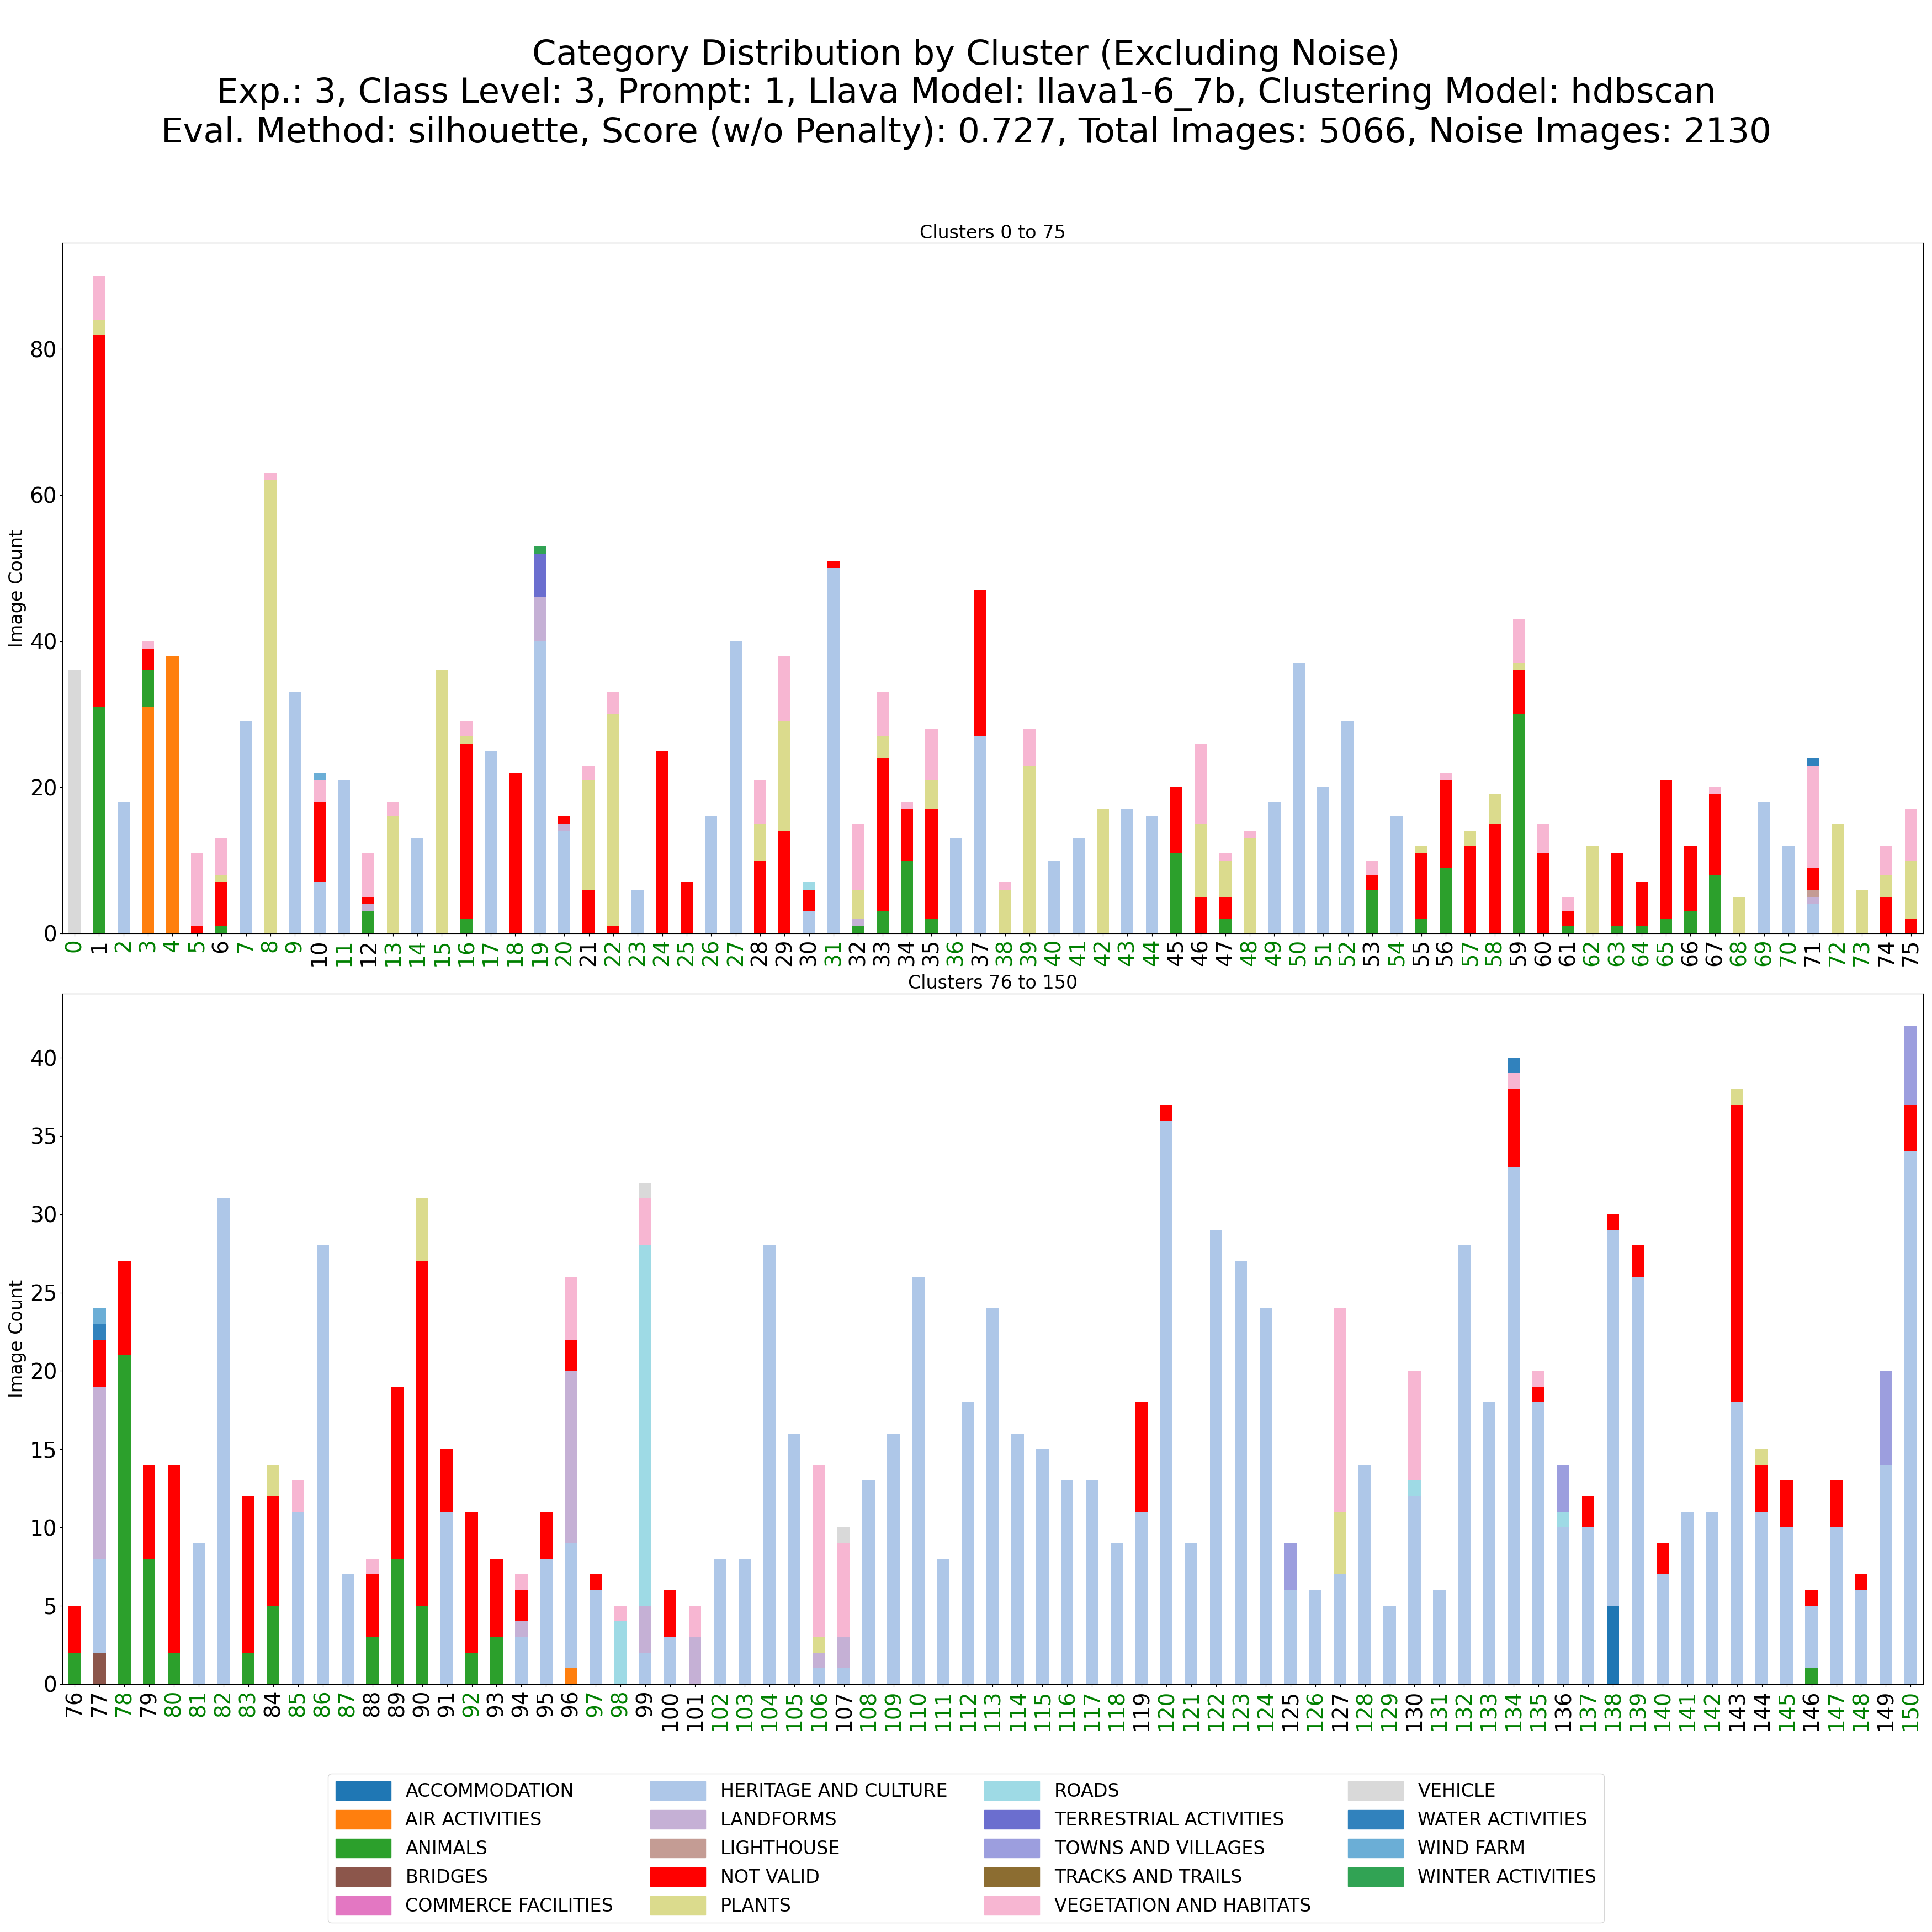 Category Distribution by Cluster (Excluding Noise)
Exp.: 3, Class Level: 3, Prompt: 1, Llava Model: llava1-6_7b, Clustering Model: hdbscan
Eval. Method: silhouette, Score (w/o Penalty): 0.727, Total Images: 5066, Noise Images: 2130
Clusters 0 to 75
Image Count
80
60
40
20
0
0 1 2 3 4 5 6 7 8 9 10 11 12 13 14 15 16 17 18 19 20 21 22 23 24 25 26 27 28 29 30 31 32 33 34 35 36 37 38 39 40 41 42 43 44 45 46 47 48 49 50 51 52 53 54 55 56 57 58 59 60 61 62 63 64 65 66 67 68 69 70 71 72 73 74 75
Clusters 76 to 150
Image Count
40
35
30
25
20
15
10
5
0
76 77 78 79 80 81 82 83 84 85 86 87 88 89 90 91 92 93 94 95 96 97 98 99 100 101 102 103 104 105 106 107 108 109 110 111 112 113 114 115 116 117 118 119 120 121 122 123 124 125 126 127 128 129 130 131 132 133 134 135 136 137 138 139 140 141 142 143 144 145 146 147 148 149 150
ACCOMMODATION
AIR ACTIVITIES
ANIMALS
BRIDGES
COMMERCE FACILITIES
HERITAGE AND CULTURE
LANDFORMS
LIGHTHOUSE
NOT VALID
PLANTS
ROADS
TERRESTRIAL ACTIVITIES
TOWNS AND VILLAGES
TRACKS AND TRAILS
VEGETATION AND HABITATS
VEHICLE
WATER ACTIVITIES
WIND FARM
WINTER ACTIVITIES